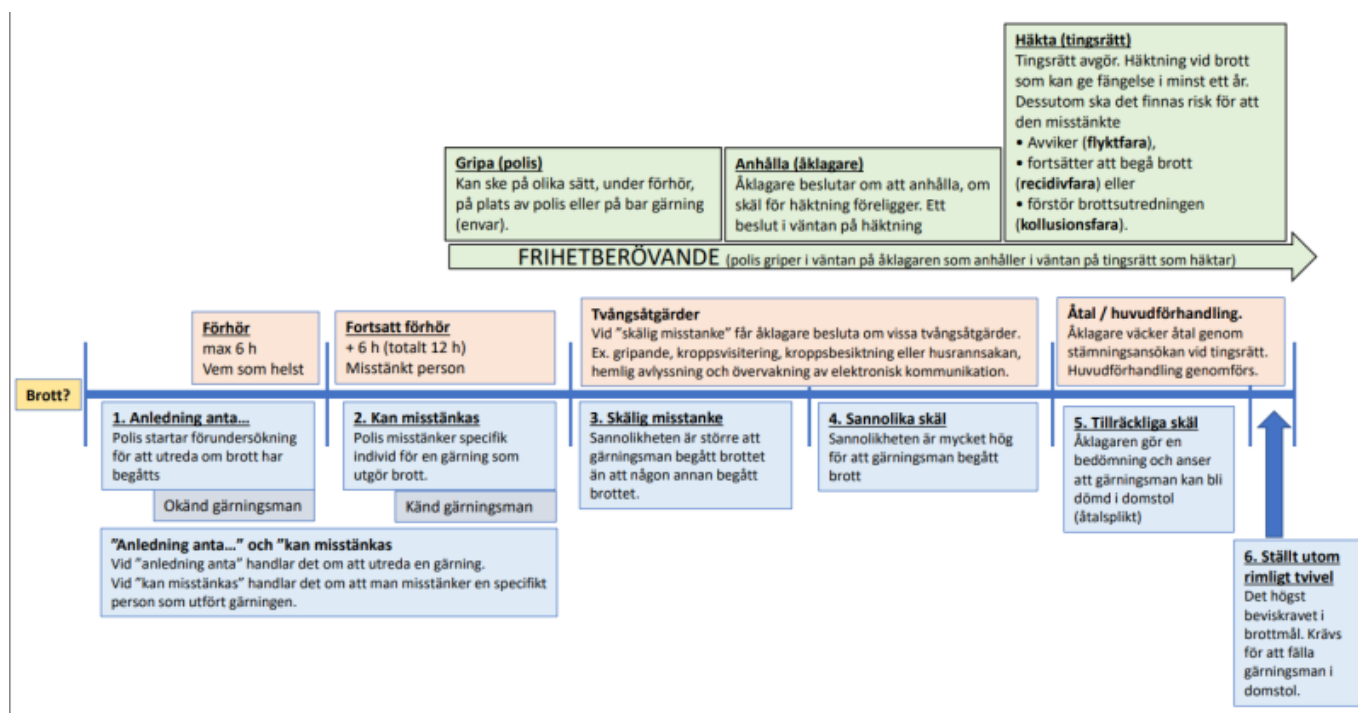 Häkta (tingsrätt)
Tingsrätt avgör. Häktning vid brott
som kan ge fängelse i minst ett år.
Dessutom ska det finnas risk för att
den misstänkte
• Avviker (flyktfara),
• fortsätter att begå brott
(recidivfara) eller
• förstör brottsutredningen
(kollusionsfara).
Gripa (polis)
Kan ske på olika sätt, under förhör,
på plats av polis eller på bar gärning
(envar).
Anhålla (åklagare)
Åklagare beslutar om att anhålla, om
skäl för häktning föreligger. Ett
beslut i väntan på häktning
FRIHETBERÖVANDE (polis griper i väntan på åklagaren som anhåller i väntan på tingsrätt som häktar)
Förhör
max 6 h
Vem som helst
Fortsatt förhör
+ 6 h (totalt 12 h)
Misstänkt person
Tvångsåtgärder
Vid ”skälig misstanke” får åklagare besluta om vissa tvångsåtgärder.
Ex. gripande, kroppsvisitering, kroppsbesiktning eller husrannsakan,
hemlig avlyssning och övervakning av elektronisk kommunikation.
Åtal / huvudförhandling.
Åklagare väcker åtal genom
stämningsansökan vid tingsrätt.
Huvudförhandling genomförs.
Brott?
1. Anledning anta...
Polis startar förundersökning
för att utreda om brott har
begåtts
Okänd gärningsman
2. Kan misstänkas
Polis misstänker specifik
individ för en gärning som
utgör brott.
Känd gärningsman
3. Skälig misstanke
Sannolikheten är större att
gärningsman begått brottet
än att någon annan begått
brottet.
4. Sannolika skäl
Sannolikheten är mycket hög
för att gärningsman begått
brott
5. Tillräckliga skäl
Åklagaren gör en
bedömning och anser
att gärningsman kan bli
dömd i domstol
(åtalsplikt)
”Anledning anta...” och ”kan misstänkas
Vid ”anledning anta” handlar det om att utreda en gärning.
Vid ”kan misstänkas” handlar det om att man misstänker en specifikt
person som utfört gärningen.
6. Ställt utom
rimligt tvivel
Det högst
beviskravet i
brottmål. Krävs
för att fälla
gärningsman i
domstol.